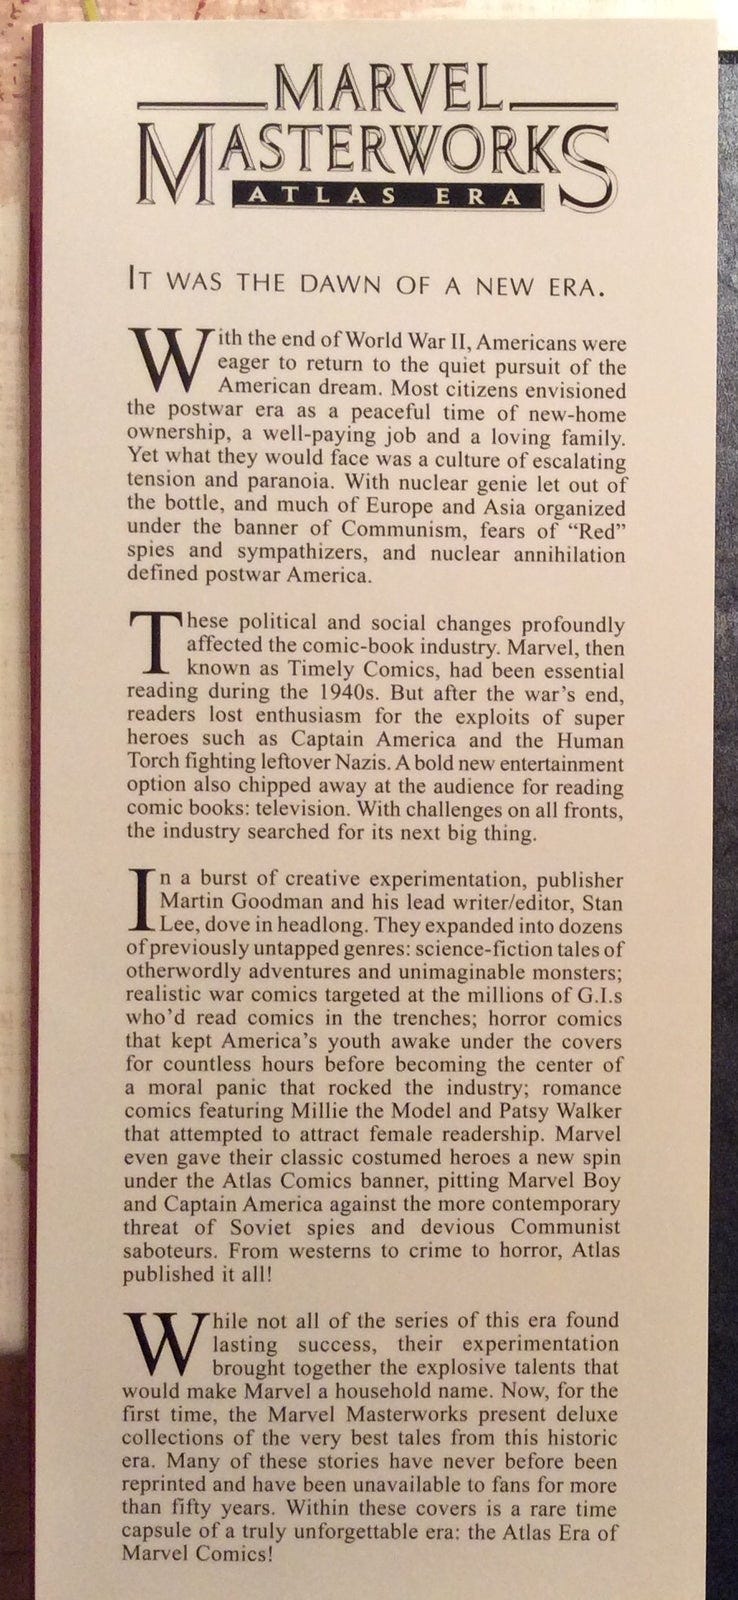 MARVEL
MASTERWORKS
ATLAS ERA
IT WAS THE DAWN OF A NEW ERA.
With the end of World War II, Americans were
eager to return to the quiet pursuit of the
American dream. Most citizens envisioned
the postwar era as a peaceful time of new-home
ownership, a well-paying job and a loving family.
Yet what they would face was a culture of escalating
tension and paranoia. With nuclear genie let out of
the bottle, and much of Europe and Asia organized
under the banner of Communism, fears of “Red”
spies and sympathizers, and nuclear annihilation
defined postwar America.
These political and social changes profoundly
affected the comic-book industry. Marvel, then
known as Timely Comics, had been essential
reading during the 1940s. But after the war’s end,
readers lost enthusiasm for the exploits of super
heroes such as Captain America and the Human
Torch fighting leftover Nazis. A bold new entertainment
option also chipped away at the audience for reading
comic books: television. With challenges on all fronts,
the industry searched for its next big thing.
In a burst of creative experimentation, publisher
Martin Goodman and his lead writer/editor, Stan
Lee, dove in headlong. They expanded into dozens
of previously untapped genres: science-fiction tales of
otherwordly adventures and unimaginable monsters;
realistic war comics targeted at the millions of G.I.s
who’d read comics in the trenches; horror comics
that kept America’s youth awake under the covers
for countless hours before becoming the center of
a moral panic that rocked the industry; romance
comics featuring Millie the Model and Patsy Walker
that attempted to attract female readership. Marvel
even gave their classic costumed heroes a new spin
under the Atlas Comics banner, pitting Marvel Boy
and Captain America against the more contemporary
threat of Soviet spies and devious Communist
saboteurs. From westerns to crime to horror, Atlas
published it all!
While not all of the series of this era found
lasting success, their experimentation
brought together the explosive talents that
would make Marvel a household name. Now, for the
first time, the Marvel Masterworks present deluxe
collections of the very best tales from this historic
era. Many of these stories have never before been
reprinted and have been unavailable to fans for more
than fifty years. Within these covers is a rare time
capsule of a truly unforgettable era: the Atlas Era of
Marvel Comics!